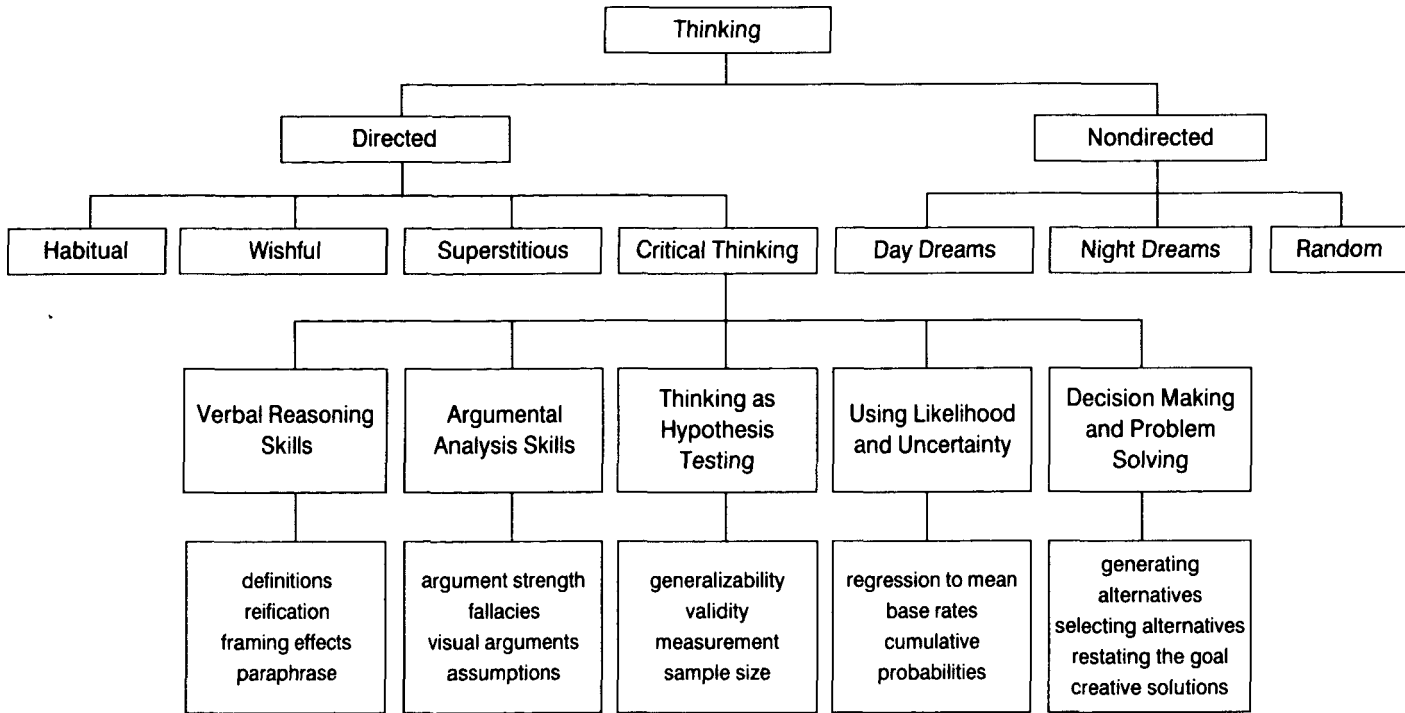 Thinking
Directed
Nondirected
Habitual
Wishful
Superstitious
Critical Thinking
Day Dreams
Night Dreams
Random
Verbal Reasoning
Skills
Argumental
Analysis Skills
Thinking as
Hypothesis
Testing
Using Likelihood
and Uncertainty
Decision Making
and Problem
Solving
definitions
reification
framing effects
paraphrase
argument strength
fallacies
visual arguments
assumptions
generalizability
validity
measurement
sample size
regression to mean
base rates
cumulative
probabilities
generating
alternatives
selecting alternatives
restating the goal
creative solutions